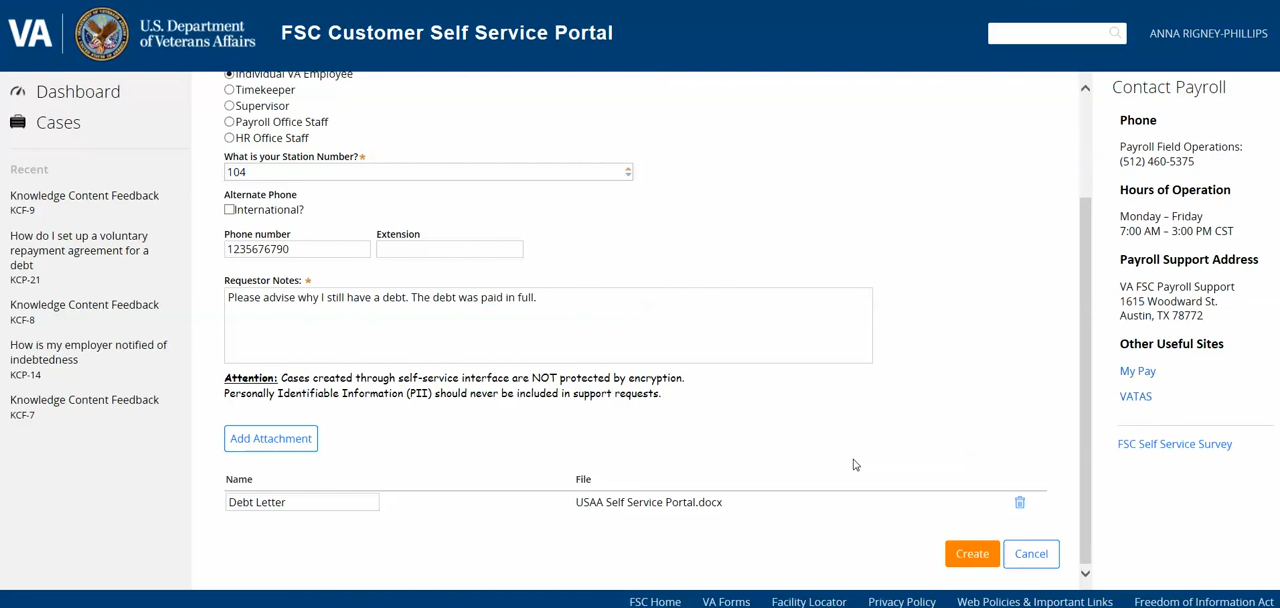 VA
U.S. Department
of Veterans Affairs
FSC Customer Self Service Portal
ANNA RIGNEY-PHILLIPS
Dashboard
Cases
Recent
Knowledge Content Feedback
KCF-9
How do I set up a voluntary
repayment agreement for a
debt
KCP-21
Knowledge Content Feedback
KCF-8
How is my employer notified of
indebtedness
KCP-14
Knowledge Content Feedback
KCF-7
Individual VA Employee
Timekeeper
Supervisor
Payroll Office Staff
HR Office Staff
What is your Station Number?*
104
Alternate Phone
International?
Phone number Extension
1235676790
Requestor Notes: *
Please advise why I still have a debt. The debt was paid in full.
Attention: Cases created through self-service interface are NOT protected by encryption.
Personally Identifiable Information (PII) should never be included in support requests.
Add Attachment
Name File
Debt Letter USAA Self Service Portal.docx
Create Cancel
Contact Payroll
Phone
Payroll Field Operations:
(512) 460-5375
Hours of Operation
Monday – Friday
7:00 AM – 3:00 PM CST
Payroll Support Address
VA FSC Payroll Support
1615 Woodward St.
Austin, TX 78772
Other Useful Sites
My Pay
VATAS
FSC Self Service Survey
FSC Home VA Forms Facility Locator Privacy Policy Web Policies & Important Links Freedom of Information Act